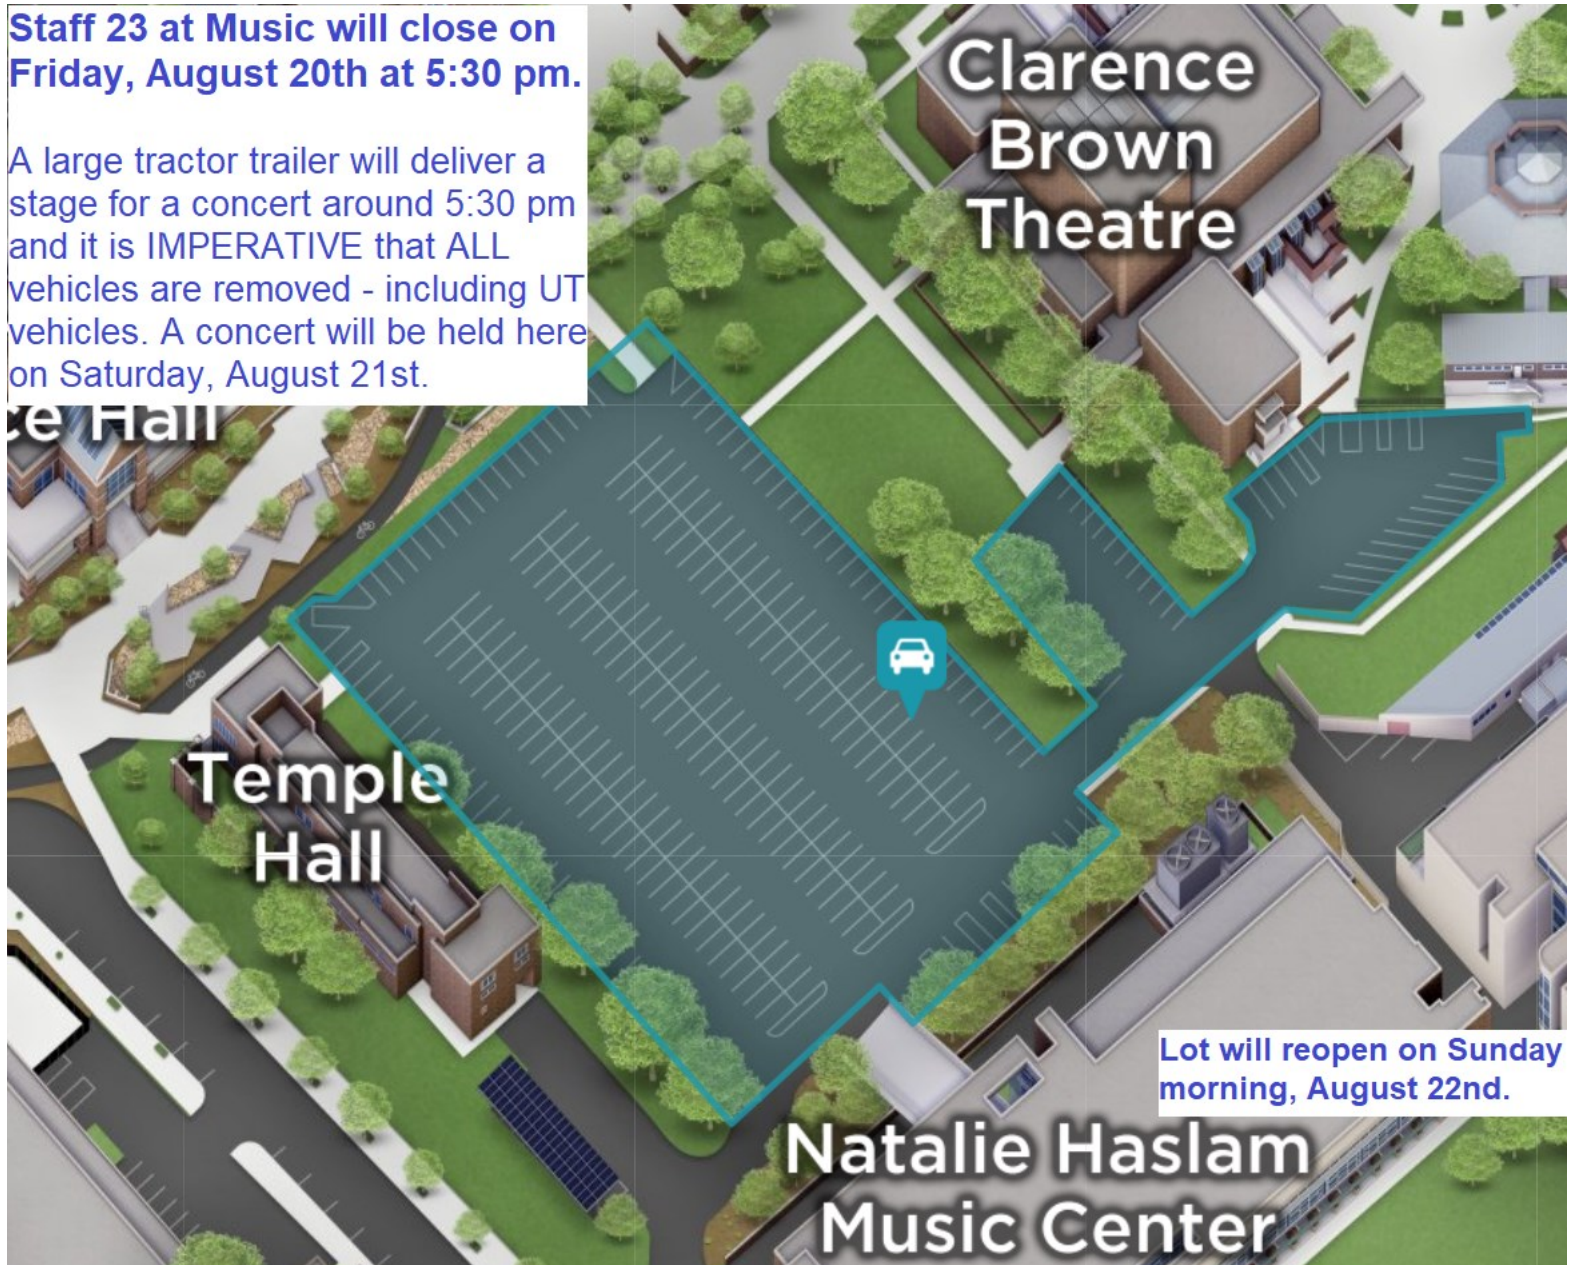 Staff 23 at Music will close on
Friday, August 20th at 5:30 pm.
A large tractor trailer will deliver a
stage for a concert around 5:30 pm
and it is IMPERATIVE that ALL
vehicles are removed - including UT
vehicles. A concert will be held here
on Saturday, August 21st.
Clarence
Brown
Theatre
ce Hall
Temple
Hall
Lot will reopen on Sunday
morning, August 22nd.
Natalie Haslam
Music Center